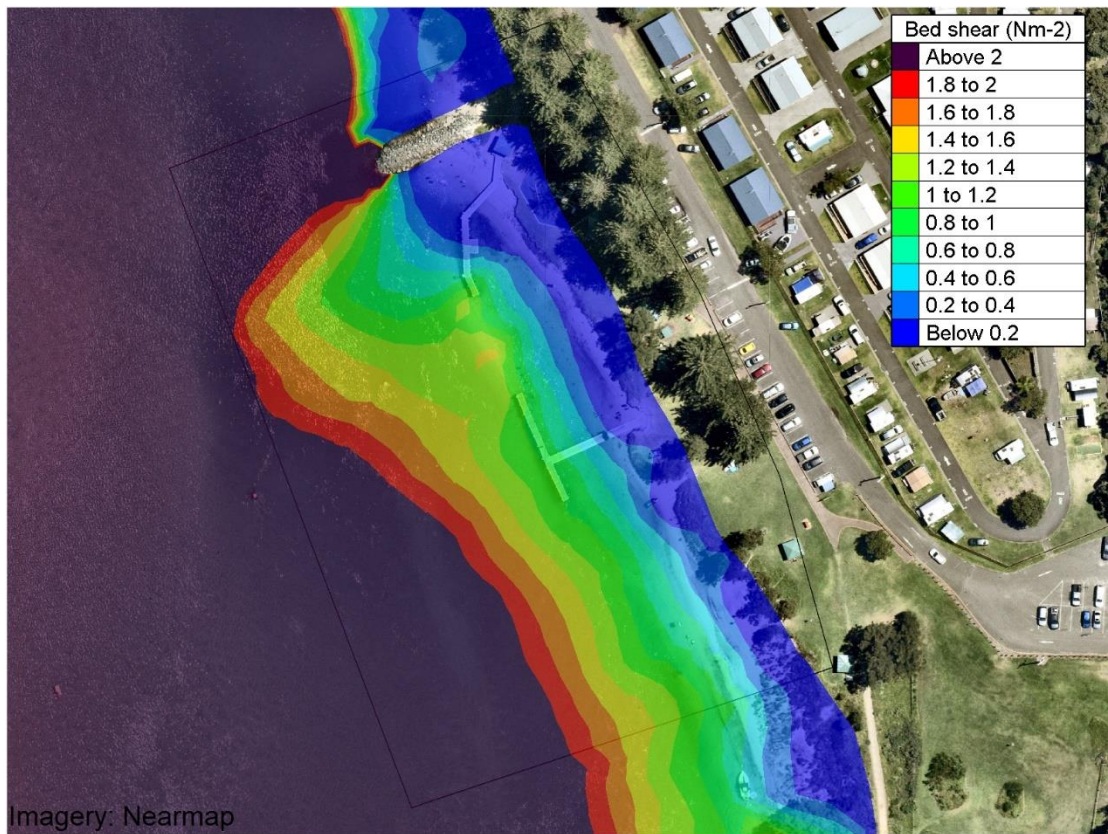 Bed shear (Nm-2)
Above 2
1.8 to 2
1.6 to 1.8
1.4 to 1.6
1.2 to 1.4
1 to 1.2
0.8 to 1
0.6 to 0.8
0.4 to 0.6
0.2 to 0.4
Below 0.2
Imagery: Nearmap